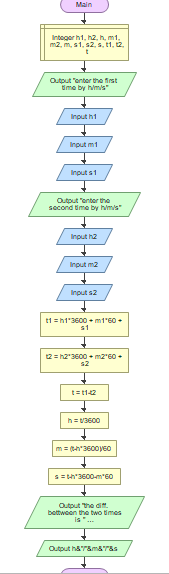 Main
Integer h1, h2, h, m1,
m2, m, s1, s2, s, t1, t2,
t
Output "enter the first
time by h/m/s"
Input h1
Input m1
Input s1
Output "enter the
second time by h/m/s"
Input h2
Input m2
Input s2
t1 = h1*3600 + m1*60 +
s1
t2 = h2*3600 + m2*60 +
s2
t = t1-t2
h = t/3600
m = (t-h*3600)/60
s = t-h*3600-m*60
Output "the diff.
bettween the two times
is " ...
Output h&"/"&m&"/"&s